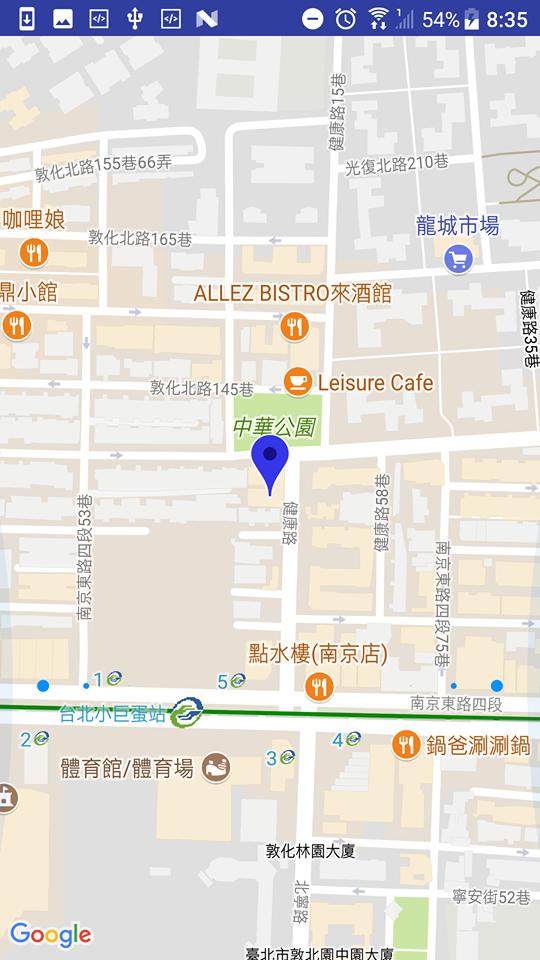 54% 8:35
健康路15巷
光復北路210巷
敦化北路155巷66弄
咖哩娘
龍城市場
敦化北路165巷
鼎小館
ALLEZ BISTRO來酒館
健康路35巷
Leisure Cafe
敦化北路145巷
中華公園
南京東路四段53巷
健康路
健康路58巷
南京東路四段75巷
點水樓(南京店)
1
5
南京東路四段
台北小巨蛋站
2
4
鍋爸涮涮鍋
3
體育館/體育場
敦化林園大廈
北寧路
寧安街52巷
Google
臺北市敦北園中園大廈